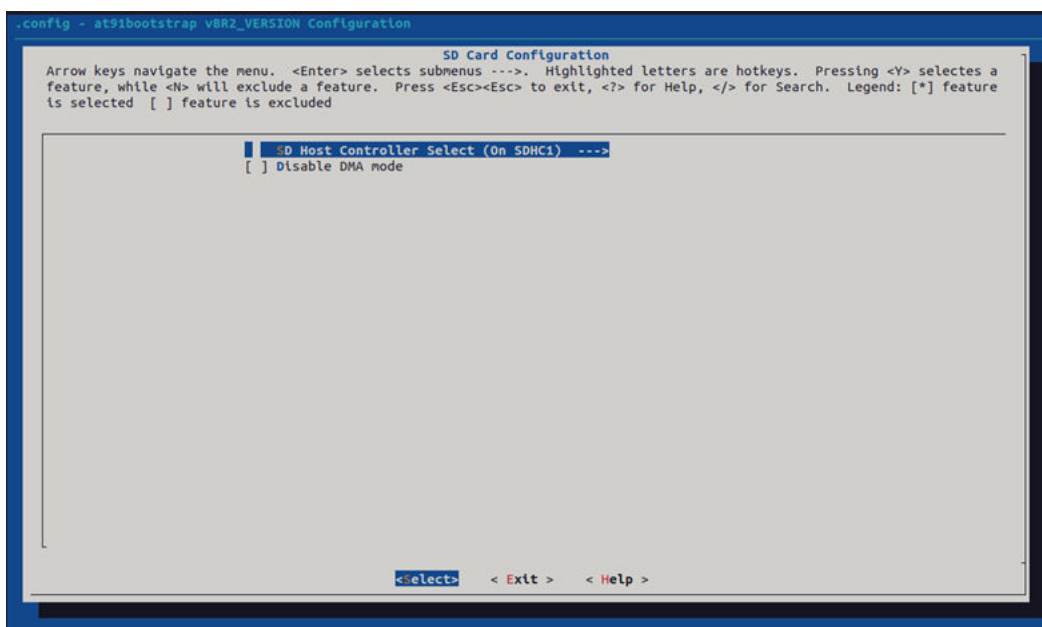 .config - at91bootstrap vBR2_VERSION Configuration
SD Card Configuration
Arrow keys navigate the menu.  <Enter> selects submenus --->.  Highlighted letters are hotkeys.  Pressing <Y> selectes a
feature, while <N> will exclude a feature.  Press <Esc><Esc> to exit, <?> for Help, </> for Search.  Legend: [*] feature
is selected  [ ] feature is excluded
SD Host Controller Select (On SDHC1)  --->
[ ] Disable DMA mode
<Select>    < Exit >    < Help >